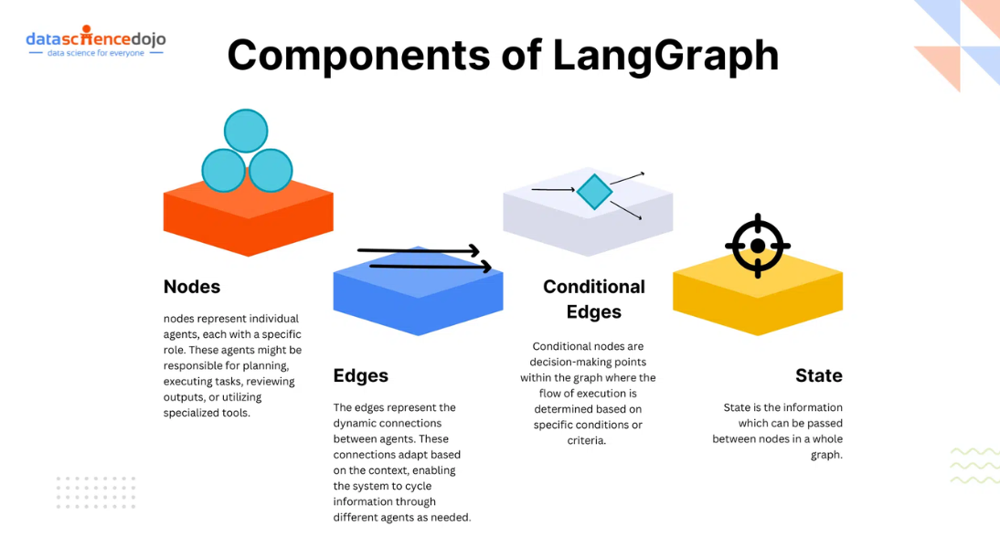 datasciencedojo
data science for everyone
Components of LangGraph
Nodes
nodes represent individual
agents, each with a specific
role. These agents might be
responsible for planning,
executing tasks, reviewing
outputs, or utilizing
specialized tools.
Edges
The edges represent the
dynamic connections
between agents. These
connections adapt based
on the context, enabling
the system to cycle
information through
different agents as needed.
Conditional
Edges
Conditional nodes are
decision-making points
within the graph where the
flow of execution is
determined based on
specific conditions or
criteria.
State
State is the information
which can be passed
between nodes in a whole
graph.